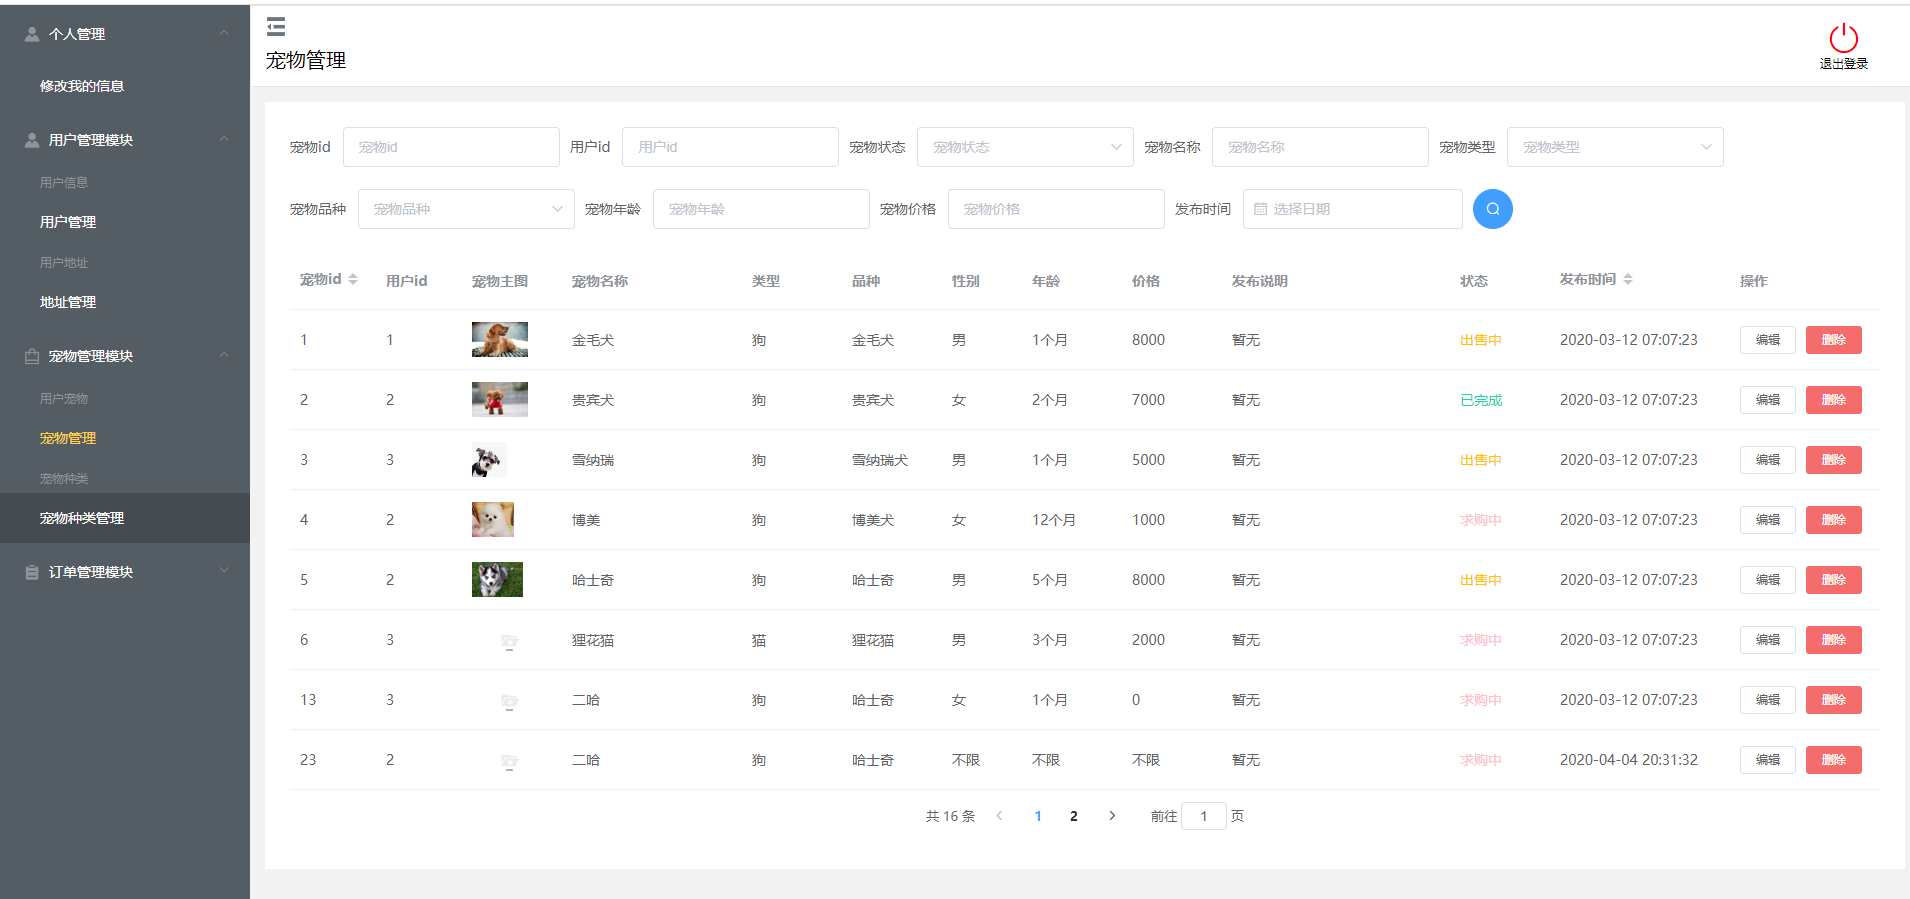 个人管理
修改我的信息
用户管理模块
用户信息
用户管理
用户地址
地址管理
宠物管理模块
用户宠物
宠物管理
宠物种类
宠物种类管理
订单管理模块
宠物管理
退出登录
宠物id 宠物id 用户id 用户id 宠物状态 宠物状态 宠物名称 宠物名称 宠物类型 宠物类型
宠物品种 宠物品种 宠物年龄 宠物年龄 宠物价格 宠物价格 发布时间 选择日期
宠物id 用户id 宠物主图 宠物名称 类型 品种 性别 年龄 价格 发布说明 状态 发布时间 操作
1 1 金毛犬 狗 金毛犬 男 1个月 8000 暂无 出售中 2020-03-12 07:07:23 编辑 删除
2 2 贵宾犬 狗 贵宾犬 女 2个月 7000 暂无 已完成 2020-03-12 07:07:23 编辑 删除
3 3 雪纳瑞 狗 雪纳瑞犬 男 1个月 5000 暂无 出售中 2020-03-12 07:07:23 编辑 删除
4 2 博美 狗 博美犬 女 12个月 1000 暂无 求购中 2020-03-12 07:07:23 编辑 删除
5 2 哈士奇 狗 哈士奇 男 5个月 8000 暂无 出售中 2020-03-12 07:07:23 编辑 删除
6 3 狸花猫 猫 狸花猫 男 3个月 2000 暂无 求购中 2020-03-12 07:07:23 编辑 删除
13 3 二哈 狗 哈士奇 女 1个月 0 暂无 求购中 2020-03-12 07:07:23 编辑 删除
23 2 二哈 狗 哈士奇 不限 不限 不限 暂无 求购中 2020-04-04 20:31:32 编辑 删除
共 16 条 1 2 前往 1 页